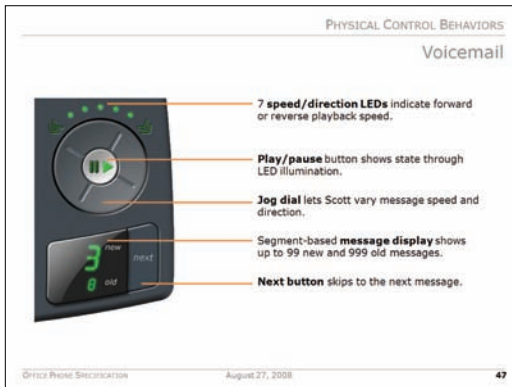 PHYSICAL CONTROL BEHAVIORS
Voicemail
7 speed/direction LEDs indicate forward
or reverse playback speed.
Play/pause button shows state through
LED illumination.
Jog dial lets Scott vary message speed and
direction.
Segment-based message display shows
up to 99 new and 999 old messages.
Next button skips to the next message.
3 new
next
8 old
OFFICE PHONE SPECIFICATION August 27, 2008 47